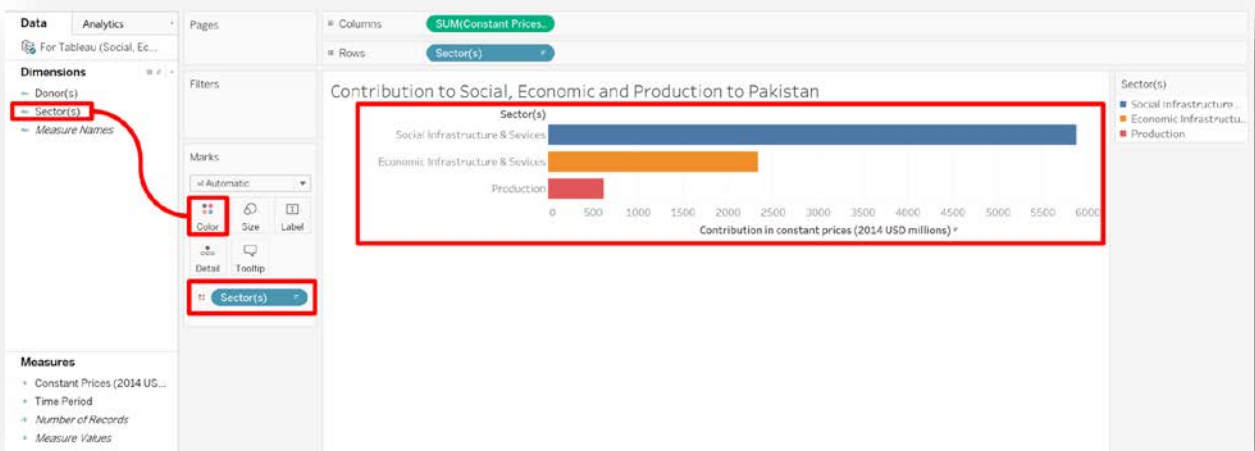 Data Analytics
For Tableau (Social, Ec...
Dimensions
Donor(s)
Sector(s)
Measure Names
Measures
Constant Prices (2014 US...
Time Period
Number of Records
Measure Values
Pages
Filters
Marks
Automatic
Color Size Label
Detail Tooltip
Sector(s)
Columns SUM(Constant Prices..
Rows Sector(s)
Contribution to Social, Economic and Production to Pakistan
Sector(s)
Social Infrastructure & Sevices
Economic Infrastructure & Sevices
Production
0 500 1000 1500 2000 2500 3000 3500 4000 4500 5000 5500 6000
Contribution in constant prices (2014 USD millions)
Sector(s)
Social Infrastructure ..
Economic Infrastructu..
Production